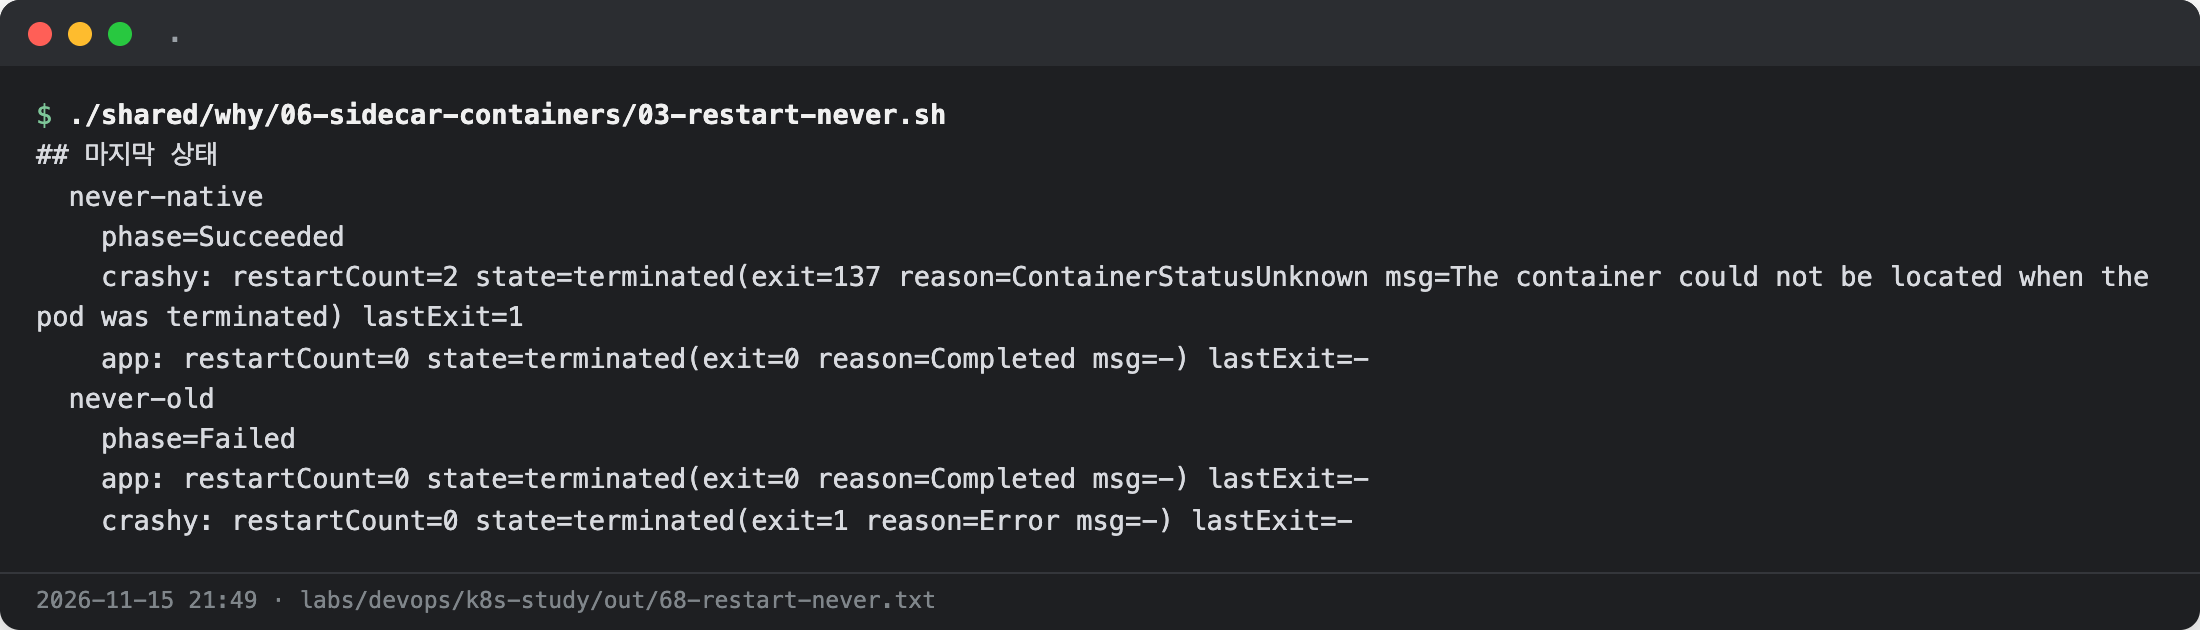 .
$ ./shared/why/06-sidecar-containers/03-restart-never.sh
## 마지막 상태
  never-native
    phase=Succeeded
    crashy: restartCount=2 state=terminated(exit=137 reason=ContainerStatusUnknown msg=The container could not be located when the
pod was terminated) lastExit=1
    app: restartCount=0 state=terminated(exit=0 reason=Completed msg=-) lastExit=-
  never-old
    phase=Failed
    app: restartCount=0 state=terminated(exit=0 reason=Completed msg=-) lastExit=-
    crashy: restartCount=0 state=terminated(exit=1 reason=Error msg=-) lastExit=-
2026-11-15 21:49 · labs/devops/k8s-study/out/68-restart-never.txt